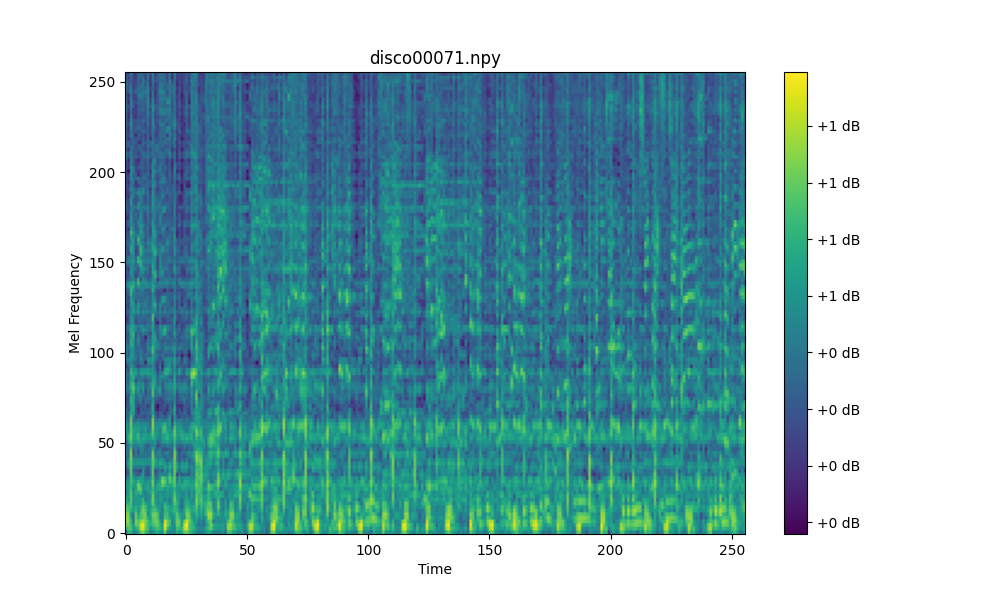 disco00071.npy
Mel Frequency
250
200
150
100
50
0
0 50 100 150 200 250
Time
+1 dB
+1 dB
+1 dB
+1 dB
+0 dB
+0 dB
+0 dB
+0 dB